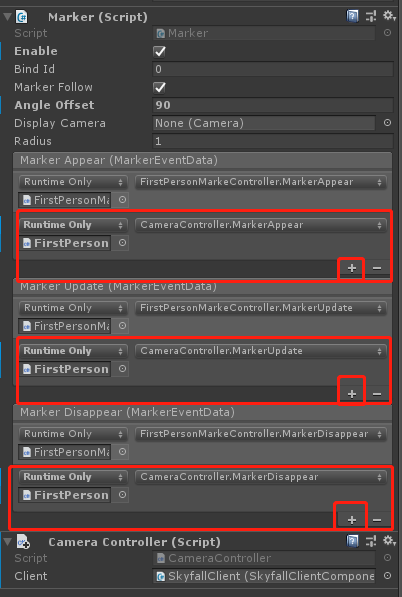 Marker (Script)
Script Marker
Enable
Bind Id 0
Marker Follow
Angle Offset 90
Display Camera None (Camera)
Radius 1
Marker Appear (MarkerEventData)
Runtime Only FirstPersonMarkeController.MarkerAppear
FirstPersonMa
Runtime Only CameraController.MarkerAppear
FirstPerson
+ −
Marker Update (MarkerEventData)
Runtime Only FirstPersonMarkeController.MarkerUpdate
FirstPersonMa
Runtime Only CameraController.MarkerUpdate
FirstPerson
+ −
Marker Disappear (MarkerEventData)
Runtime Only FirstPersonMarkeController.MarkerDisappear
FirstPersonMa
Runtime Only CameraController.MarkerDisappear
FirstPerson
+ −
Camera Controller (Script)
Script CameraController
Client SkyfallClient (SkyfallClientCompone